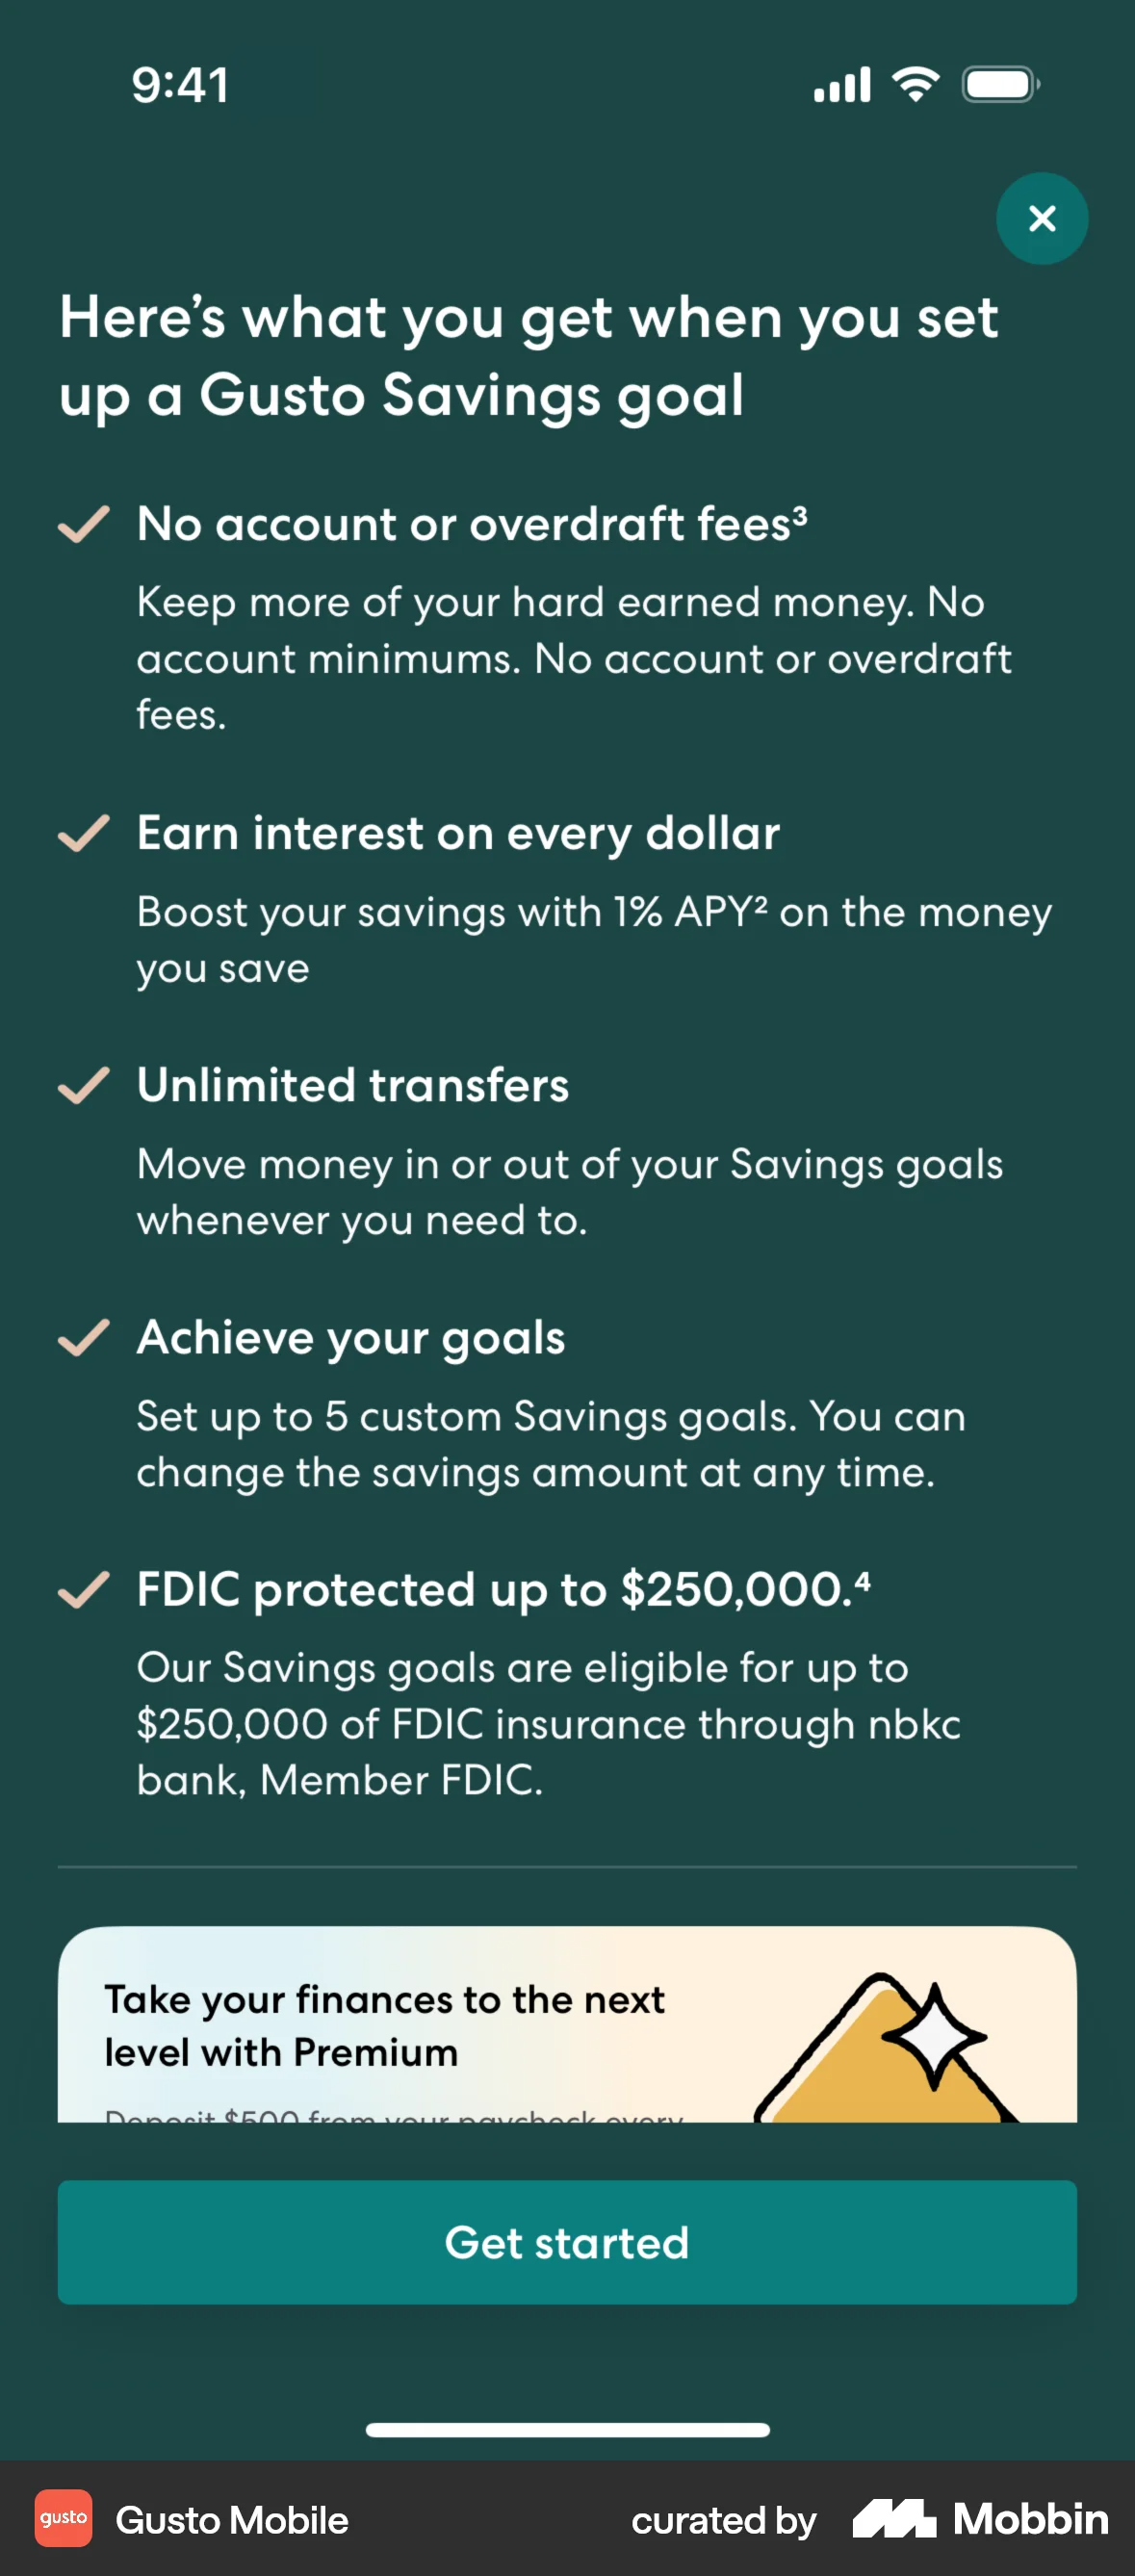 9:41
Here’s what you get when you set
up a Gusto Savings goal
No account or overdraft fees³
Keep more of your hard earned money. No
account minimums. No account or overdraft
fees.
Earn interest on every dollar
Boost your savings with 1% APY² on the money
you save
Unlimited transfers
Move money in or out of your Savings goals
whenever you need to.
Achieve your goals
Set up to 5 custom Savings goals. You can
change the savings amount at any time.
FDIC protected up to $250,000.⁴
Our Savings goals are eligible for up to
$250,000 of FDIC insurance through nbkc
bank, Member FDIC.
Take your finances to the next
level with Premium
Deposit $500 from your paycheck every
Get started
gusto Gusto Mobile
curated by Mobbin